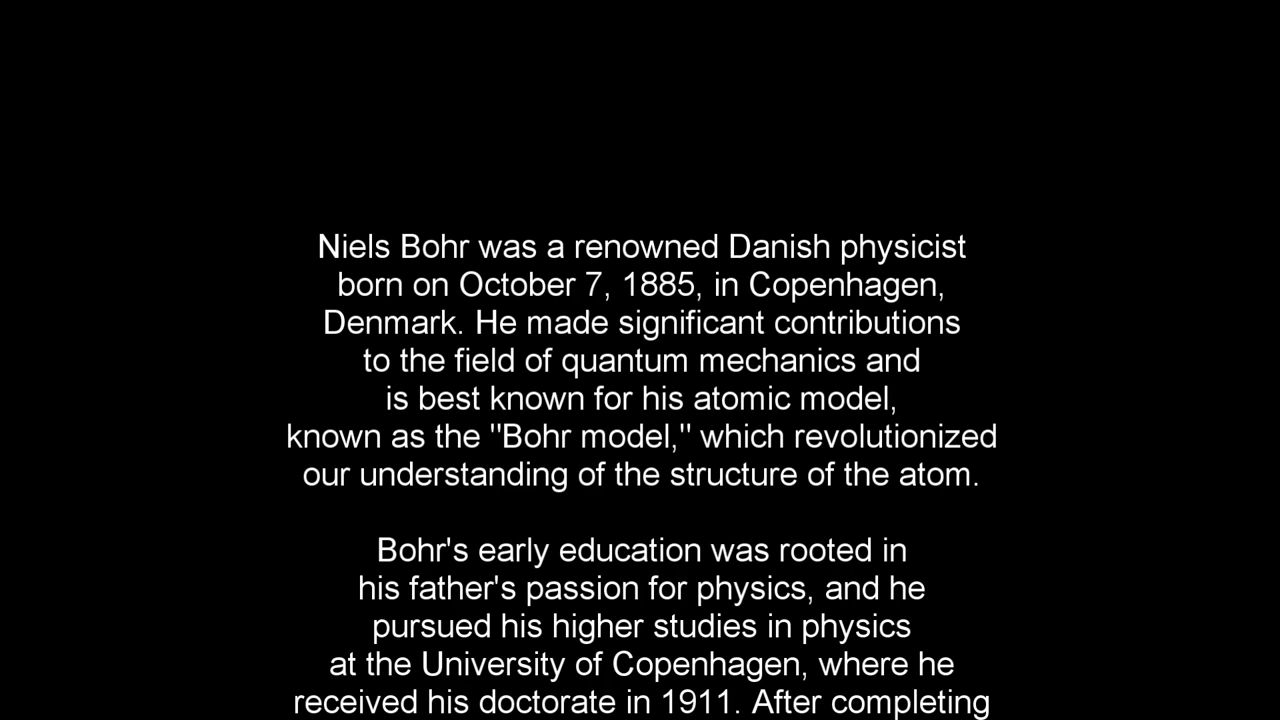 Niels Bohr was a renowned Danish physicist
born on October 7, 1885, in Copenhagen,
Denmark. He made significant contributions
to the field of quantum mechanics and
is best known for his atomic model,
known as the "Bohr model," which revolutionized
our understanding of the structure of the atom.
Bohr's early education was rooted in
his father's passion for physics, and he
pursued his higher studies in physics
at the University of Copenhagen, where he
received his doctorate in 1911. After completing